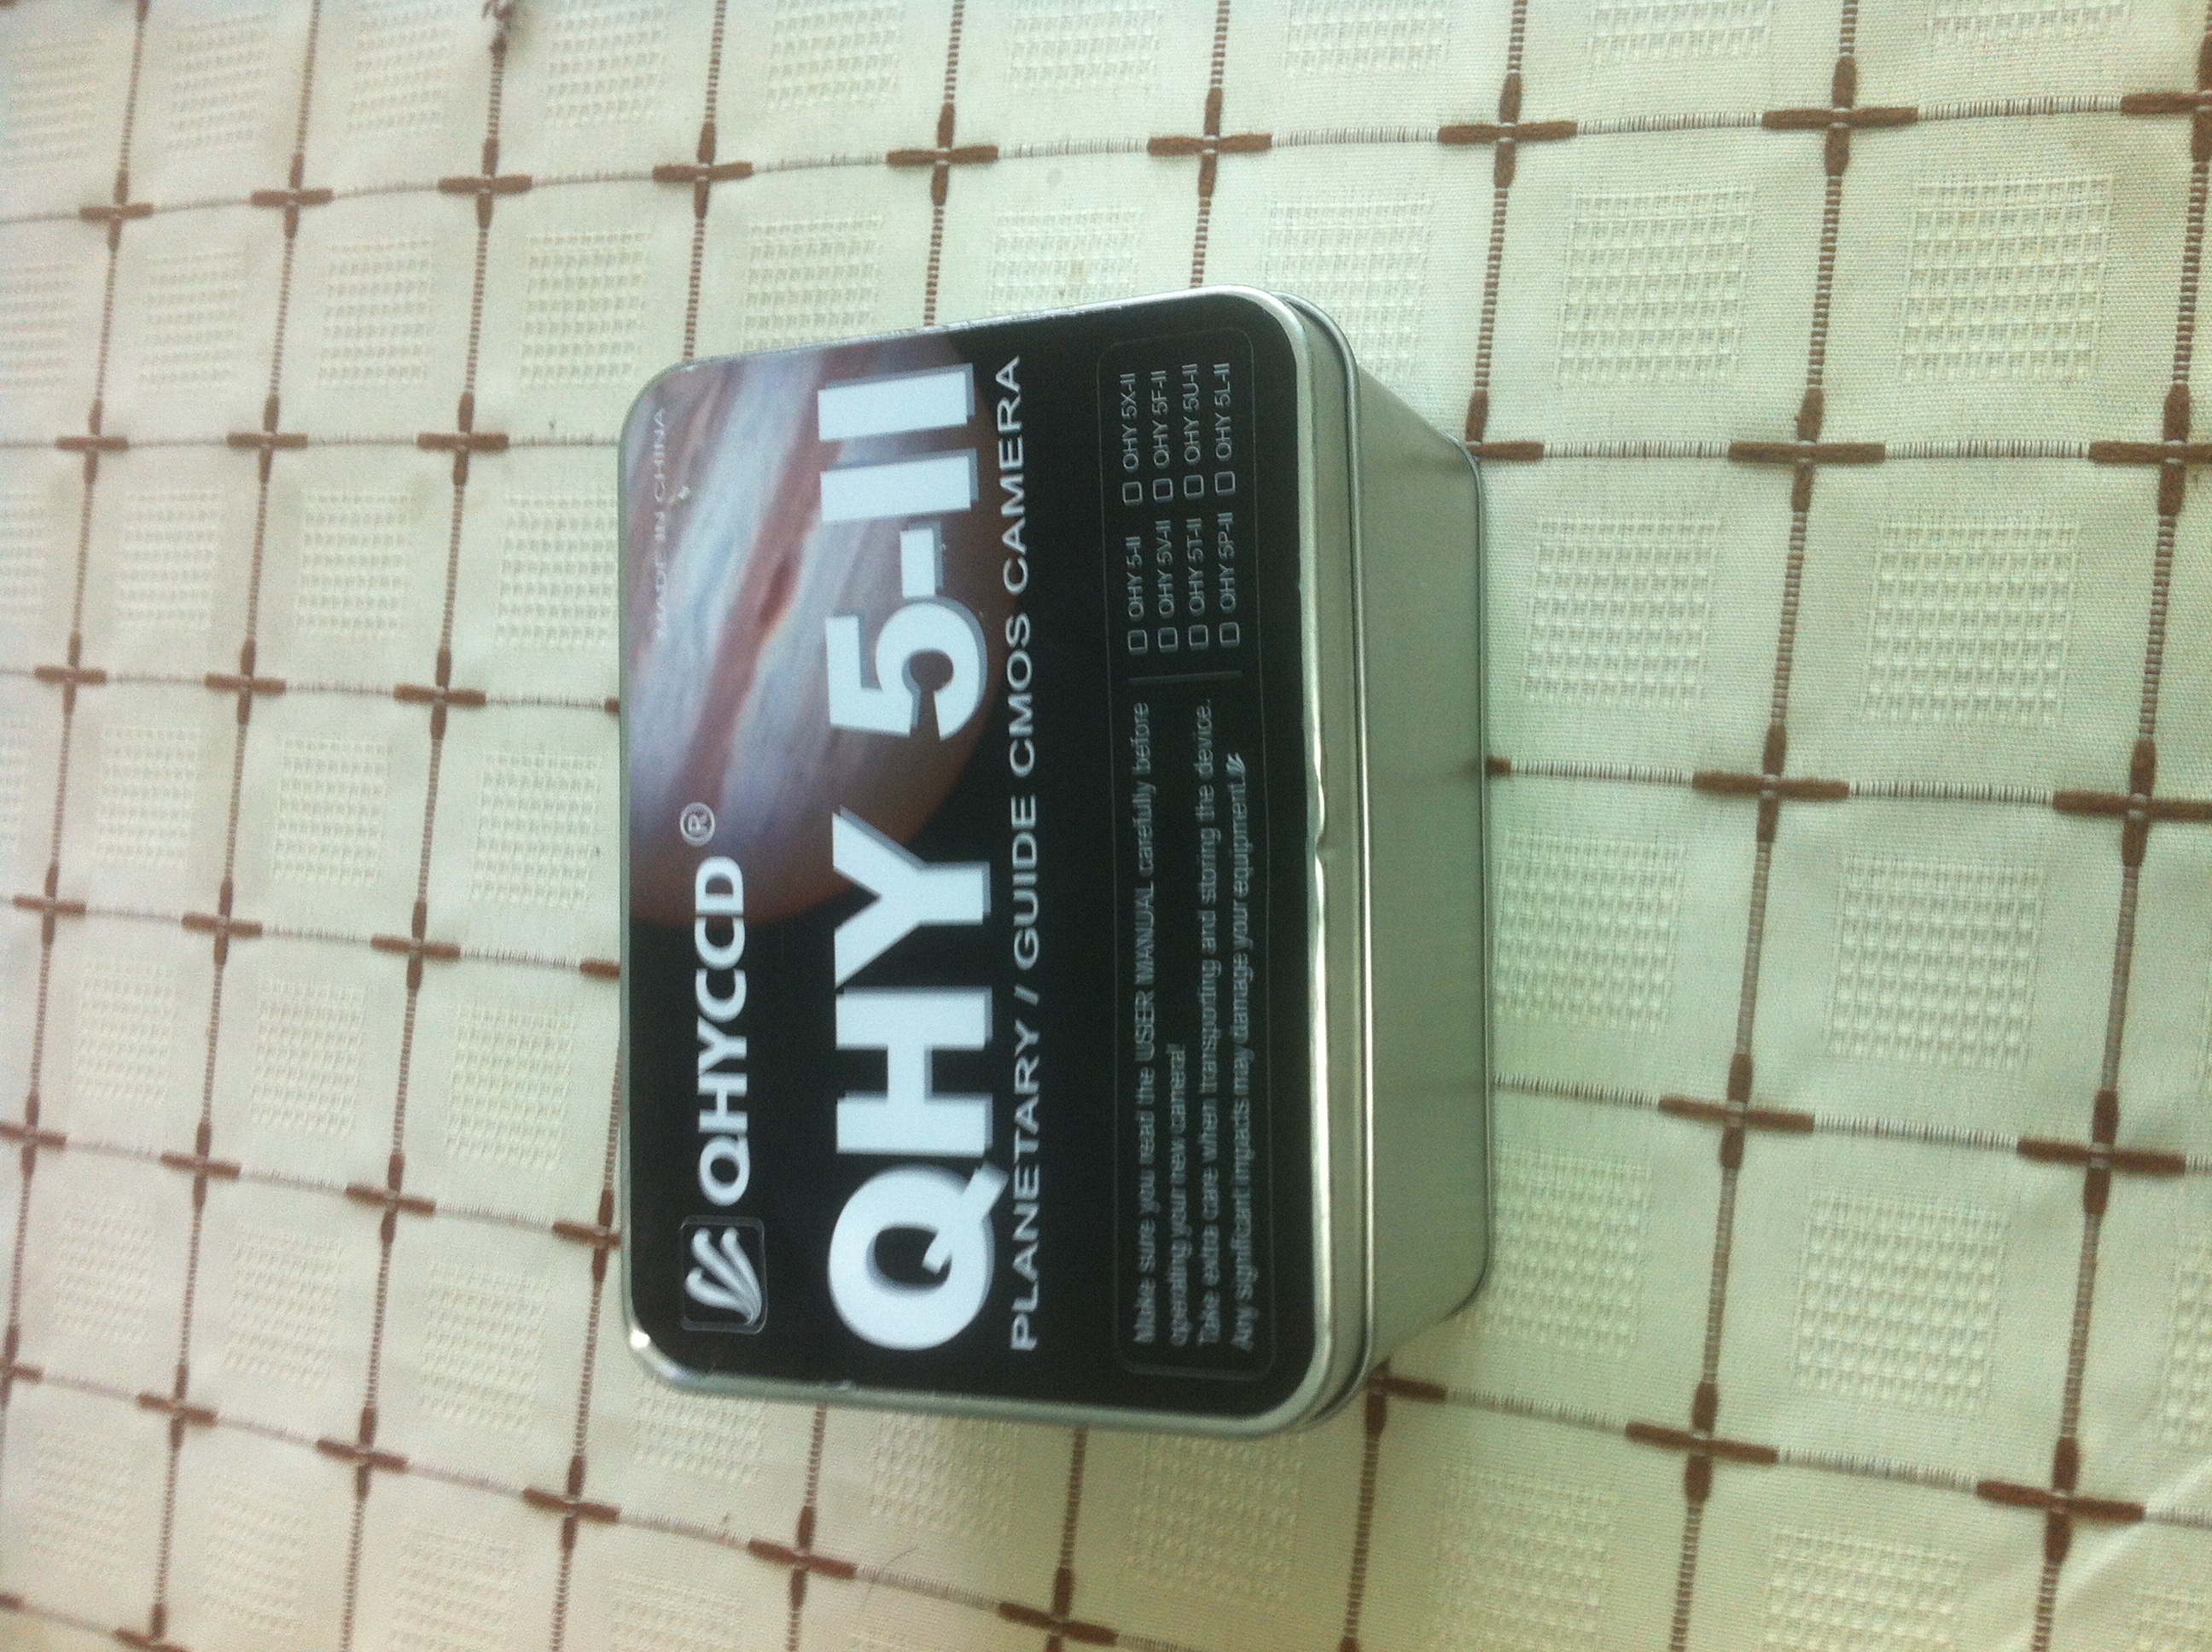 MADE IN CHINA
QHYCCD®
QHY 5-II
PLANETARY / GUIDE CMOS CAMERA
Make sure you read the USER MANUAL carefully before
operating your new camera!
Take extra care when transporting and storing the device.
Any significant impacts may damage your equipment.
QHY 5-II QHY 5X-II
QHY 5V-II QHY 5F-II
QHY 5T-II QHY 5U-II
QHY 5P-II QHY 5L-II